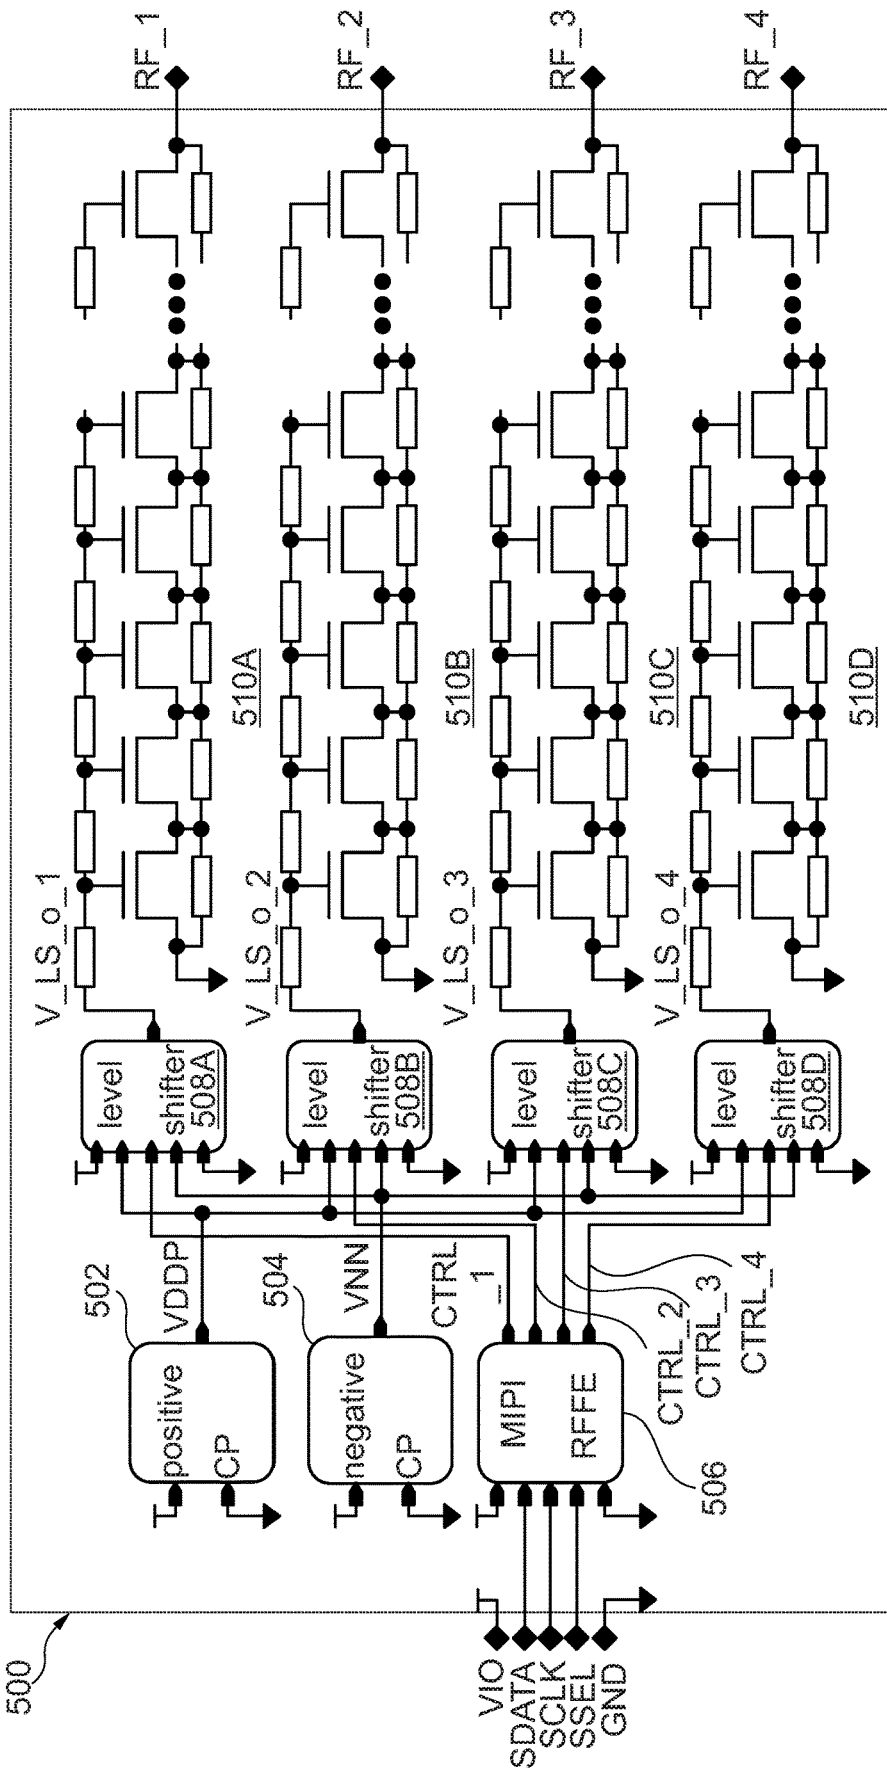 500
VIO
SDATA
SCLK
SSEL
GND
502
positive
CP
VDDP
504
negative
CP
VNN
506
MIPI
RFFE
CTRL
_1
CTRL_2
CTRL_3
CTRL_4
level
shifter
508A
V_LS_o_1
510A
RF_1
level
shifter
508B
V_LS_o_2
510B
RF_2
level
shifter
508C
V_LS_o_3
510C
RF_3
level
shifter
508D
V_LS_o_4
510D
RF_4